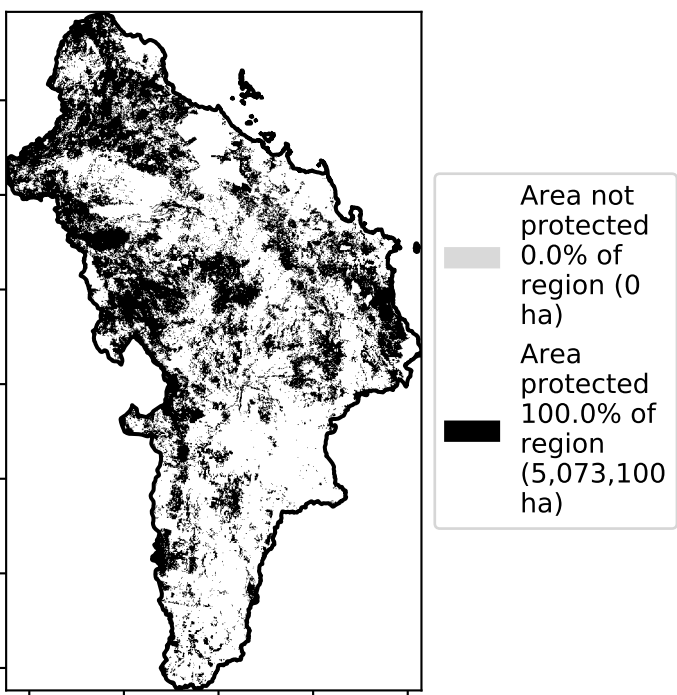 Area not
protected
0.0% of
region (0
ha)
Area
protected
100.0% of
region
(5,073,100
ha)